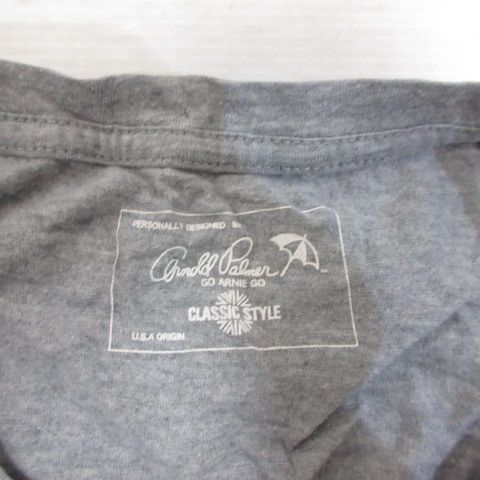 PERSONALLY DESIGNED BY
Arnold Palmer
GO ARNIE GO
CLASSIC STYLE
U.S.A ORIGIN